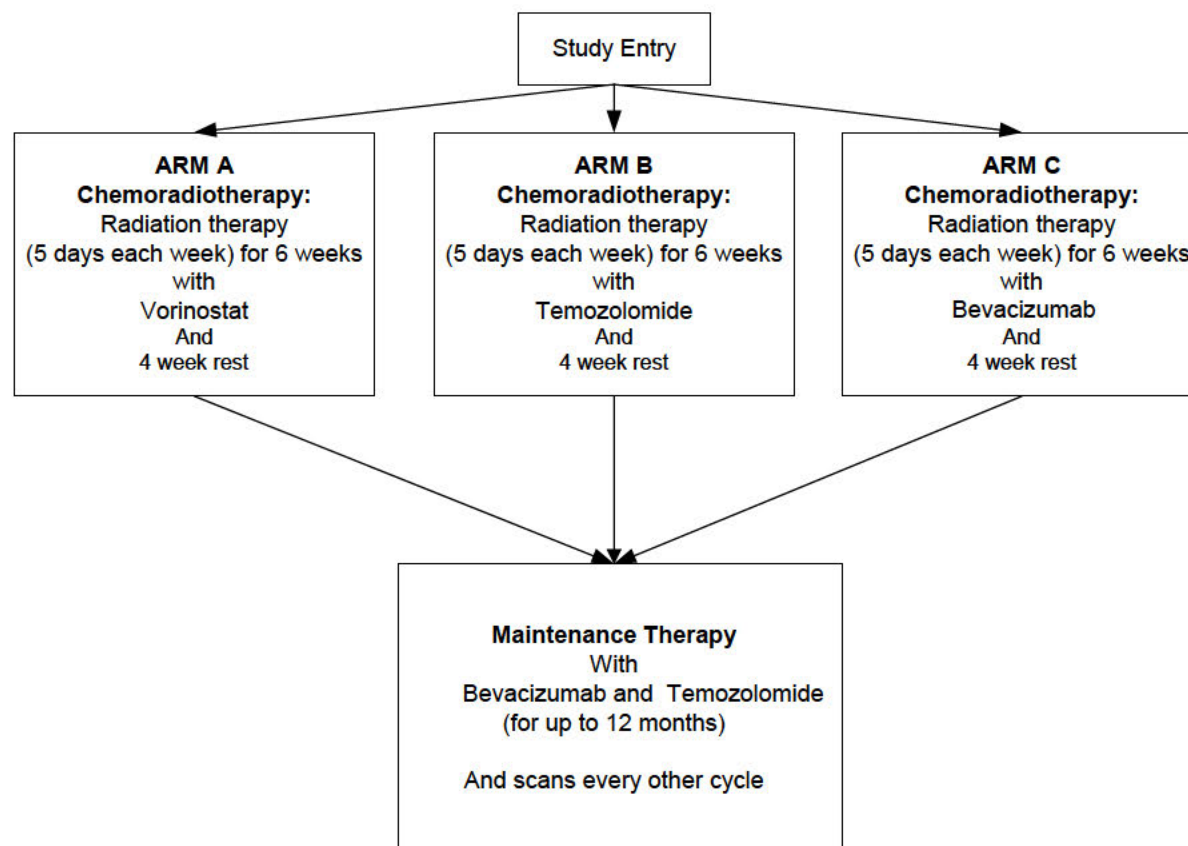 Study Entry
ARM A
Chemoradiotherapy:
Radiation therapy
(5 days each week) for 6 weeks
with
Vorinostat
And
4 week rest
ARM B
Chemoradiotherapy:
Radiation therapy
(5 days each week) for 6 weeks
with
Temozolomide
And
4 week rest
ARM C
Chemoradiotherapy:
Radiation therapy
(5 days each week) for 6 weeks
with
Bevacizumab
And
4 week rest
Maintenance Therapy
With
Bevacizumab and Temozolomide
(for up to 12 months)
And scans every other cycle